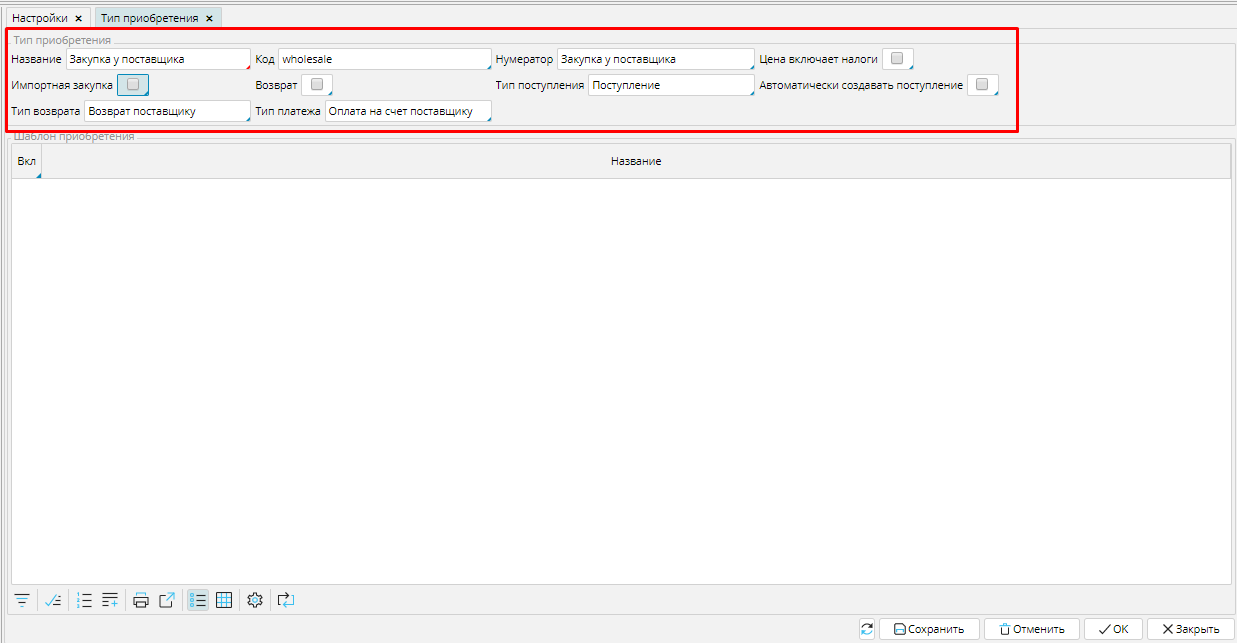 Настройки × Тип приобретения ×
Тип приобретения
Название Закупка у поставщика Код wholesale Нумератор Закупка у поставщика Цена включает налоги
Импортная закупка Возврат Тип поступления Поступление Автоматически создавать поступление
Тип возврата Возврат поставщику Тип платежа Оплата на счет поставщику
Шаблон приобретения
Вкл Название
Сохранить Отменить OK Закрыть